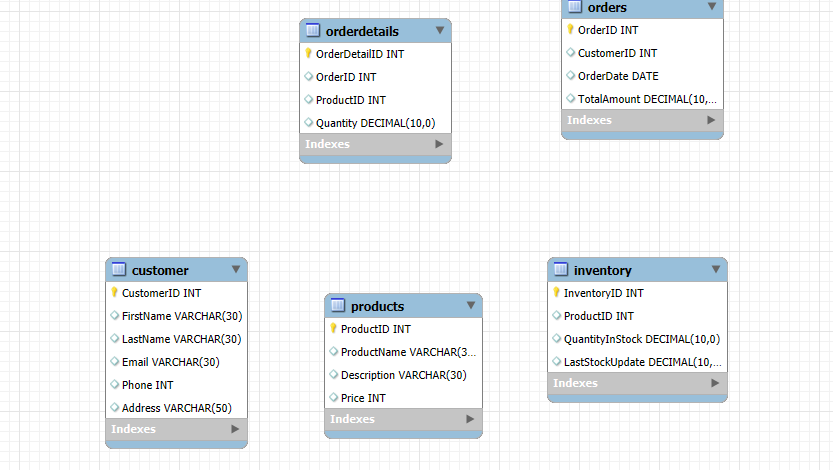 orderdetails
OrderDetailID INT
OrderID INT
ProductID INT
Quantity DECIMAL(10,0)
Indexes
orders
OrderID INT
CustomerID INT
OrderDate DATE
TotalAmount DECIMAL(10,...
Indexes
customer
CustomerID INT
FirstName VARCHAR(30)
LastName VARCHAR(30)
Email VARCHAR(30)
Phone INT
Address VARCHAR(50)
Indexes
products
ProductID INT
ProductName VARCHAR(3...
Description VARCHAR(30)
Price INT
Indexes
inventory
InventoryID INT
ProductID INT
QuantityInStock DECIMAL(10,0)
LastStockUpdate DECIMAL(10,...
Indexes